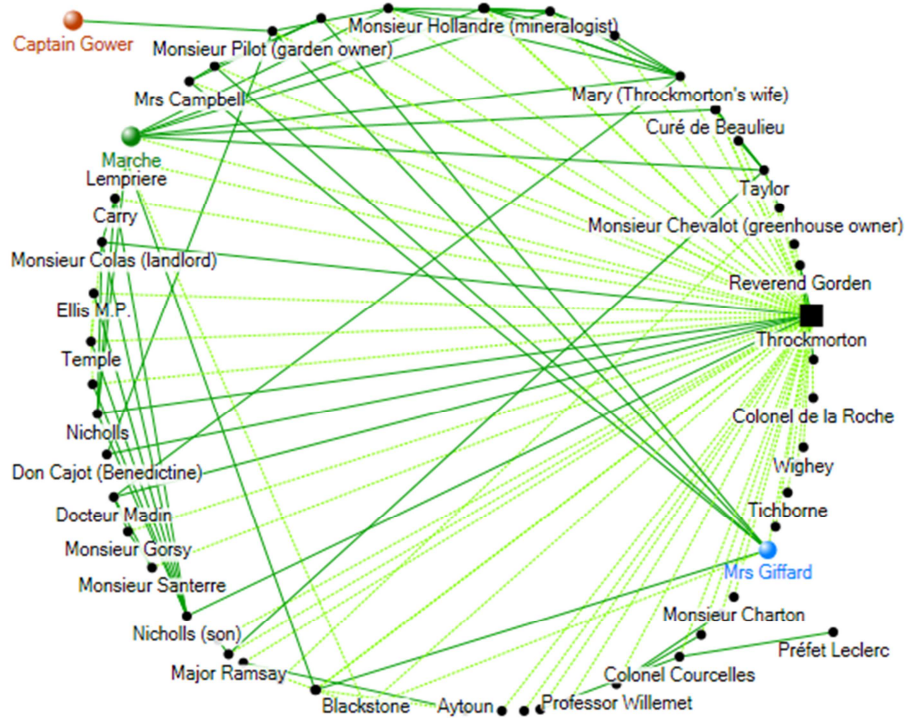 Captain Gower
Monsieur Hollandre (mineralogist)
Monsieur Pilot (garden owner)
Mrs Campbell
Mary (Throckmorton's wife)
Curé de Beaulieu
Marche
Lempriere
Taylor
Carry
Monsieur Chevalot (greenhouse owner)
Monsieur Colas (landlord)
Reverend Gorden
Ellis M.P.
Throckmorton
Temple
Colonel de la Roche
Nicholls
Wighey
Don Cajot (Benedictine)
Tichborne
Docteur Madin
Monsieur Gorsy
Mrs Giffard
Monsieur Santerre
Monsieur Charton
Nicholls (son)
Préfet Leclerc
Major Ramsay
Colonel Courcelles
Blackstone
Aytoun
Professor Willemet